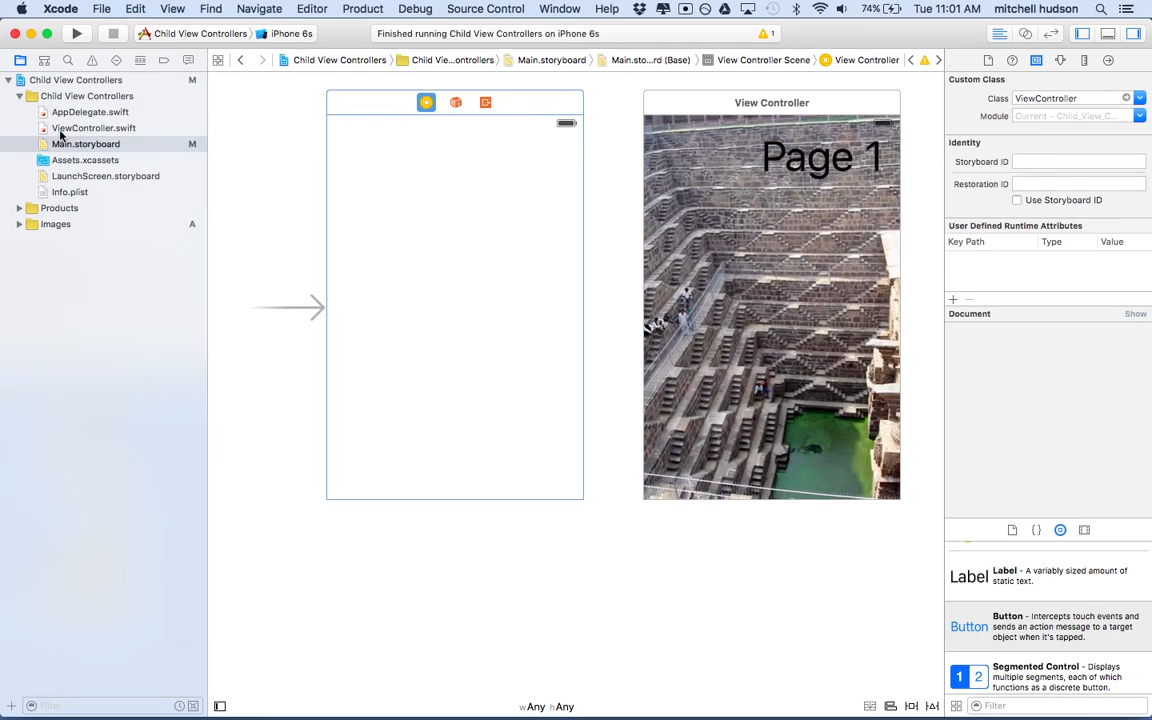 Xcode File Edit View Find Navigate Editor Product Debug Source Control Window Help 74% Tue 11:01 AM mitchell hudson
Child View Controllers iPhone 6s Finished running Child View Controllers on iPhone 6s 1
Child View Controllers Child Vie...ontrollers Main.storyboard Main.sto...rd (Base) View Controller Scene View Controller
Child View Controllers M
Child View Controllers
AppDelegate.swift
ViewController.swift
Main.storyboard M
Assets.xcassets
LaunchScreen.storyboard
Info.plist
Products
Images A
Filter
View Controller
Page 1
wAny hAny
Custom Class
Class ViewController
Module Current – Child_View_C...
Identity
Storyboard ID
Restoration ID
Use Storyboard ID
User Defined Runtime Attributes
Key Path Type Value
Document Show
Label Label - A variably sized amount of
static text.
Button Button - Intercepts touch events and
sends an action message to a target
object when it's tapped.
1 2 Segmented Control - Displays
multiple segments, each of which
functions as a discrete button.
Filter